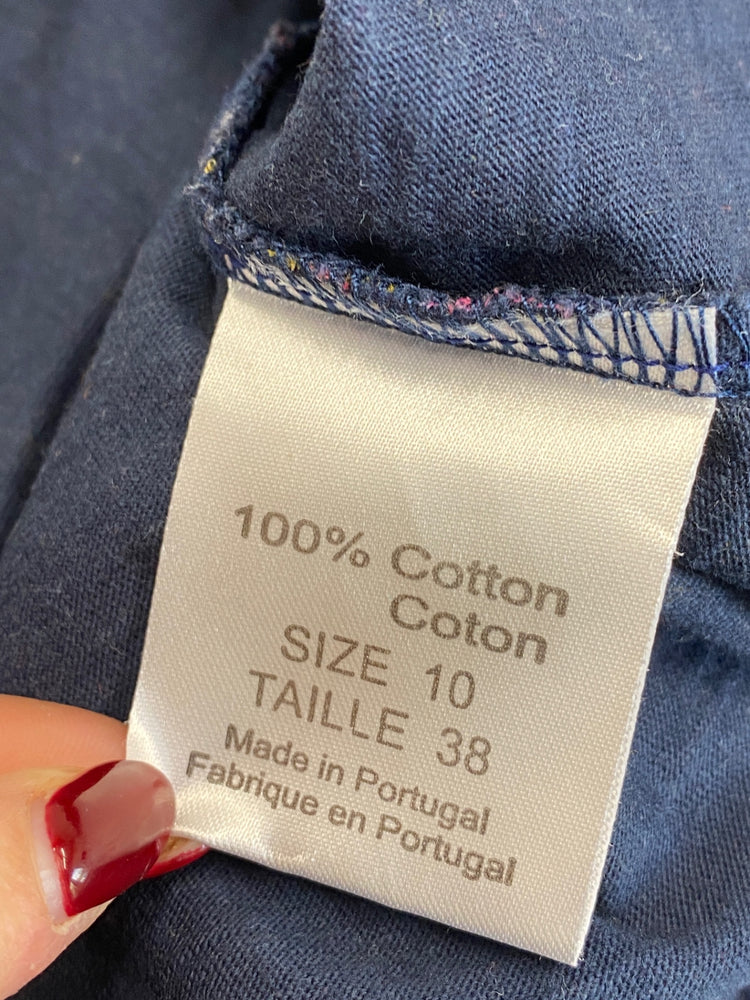 100% Cotton
Coton
SIZE 10
TAILLE 38
Made in Portugal
Fabrique en Portugal